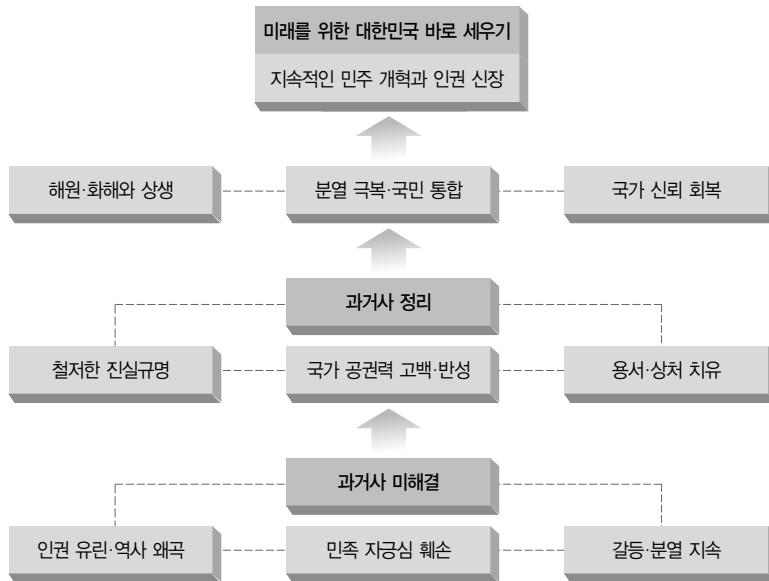 미래를 위한 대한민국 바로 세우기
지속적인 민주 개혁과 인권 신장
해원·화해와 상생
분열 극복·국민 통합
국가 신뢰 회복
과거사 정리
철저한 진실규명
국가 공권력 고백·반성
용서·상처 치유
과거사 미해결
인권 유린·역사 왜곡
민족 자긍심 훼손
갈등·분열 지속